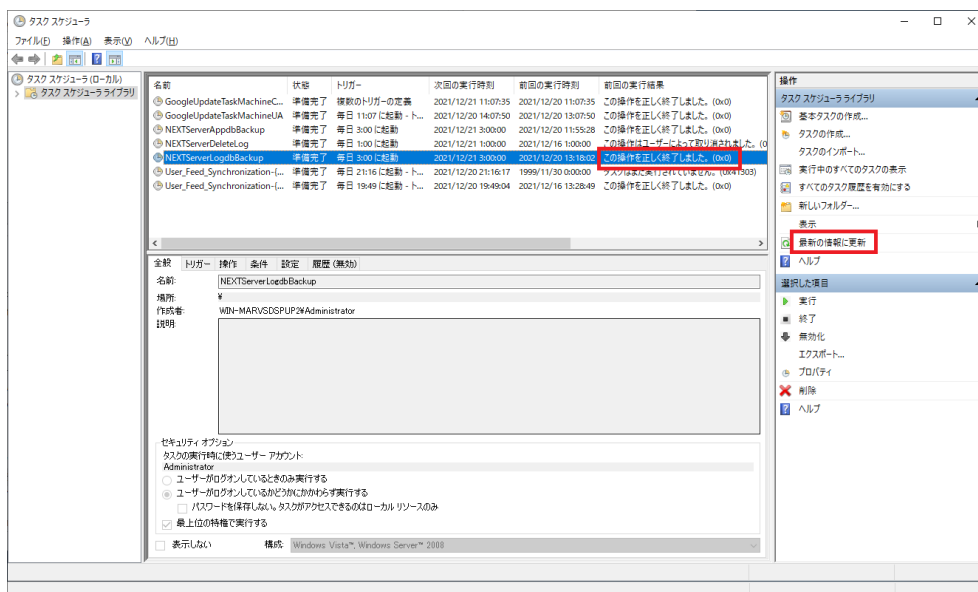 タスク スケジューラ
ファイル(F) 操作(A) 表示(V) ヘルプ(H)
タスク スケジューラ (ローカル)
タスク スケジューラ ライブラリ
名前 状態 トリガー 次回の実行時刻 前回の実行時刻 前回の実行結果
GoogleUpdateTaskMachineC... 準備完了 複数のトリガーの定義 2021/12/21 11:07:35 2021/12/20 11:07:35 この操作を正しく終了しました。(0x0)
GoogleUpdateTaskMachineUA 準備完了 毎日 11:07 に起動 - ト... 2021/12/20 14:07:50 2021/12/20 13:07:50 この操作を正しく終了しました。(0x0)
NEXTServerAppdbBackup 準備完了 毎日 3:00 に起動 2021/12/21 3:00:00 2021/12/20 11:55:28 この操作を正しく終了しました。(0x0)
NEXTServerDeleteLog 準備完了 毎日 1:00 に起動 2021/12/21 1:00:00 2021/12/16 1:00:00 この操作はユーザーによって取り消されました。(0
NEXTServerLogdbBackup 準備完了 毎日 3:00 に起動 2021/12/21 3:00:00 2021/12/20 13:18:02 この操作を正しく終了しました。(0x0)
User_Feed_Synchronization-{... 準備完了 毎日 21:16 に起動 - ト... 2021/12/20 21:16:17 1999/11/30 0:00:00 タスクはまだ実行されていません。(0x41303)
User_Feed_Synchronization-{... 準備完了 毎日 19:49 に起動 - ト... 2021/12/20 19:49:04 2021/12/16 13:28:49 この操作を正しく終了しました。(0x0)
全般 トリガー 操作 条件 設定 履歴 (無効)
名前: NEXTServerLogdbBackup
場所: ¥
作成者: WIN-MARVSDSPUP2¥Administrator
説明:
セキュリティ オプション
タスクの実行時に使うユーザー アカウント:
Administrator
ユーザーがログオンしているときのみ実行する
ユーザーがログオンしているかどうかにかかわらず実行する
パスワードを保存しない。タスクがアクセスできるのはローカル リソースのみ
最上位の特権で実行する
表示しない 構成: Windows Vista™, Windows Server™ 2008
操作
タスク スケジューラ ライブラリ
基本タスクの作成...
タスクの作成...
タスクのインポート...
実行中のすべてのタスクの表示
すべてのタスク履歴を有効にする
新しいフォルダー...
表示
最新の情報に更新
ヘルプ
選択した項目
実行
終了
無効化
エクスポート...
プロパティ
削除
ヘルプ